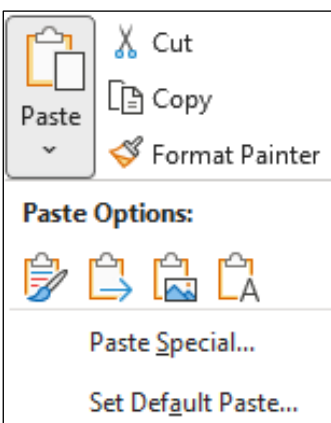 Cut
Copy
Paste
Format Painter
Paste Options:
A
Paste Special...
Set Default Paste...